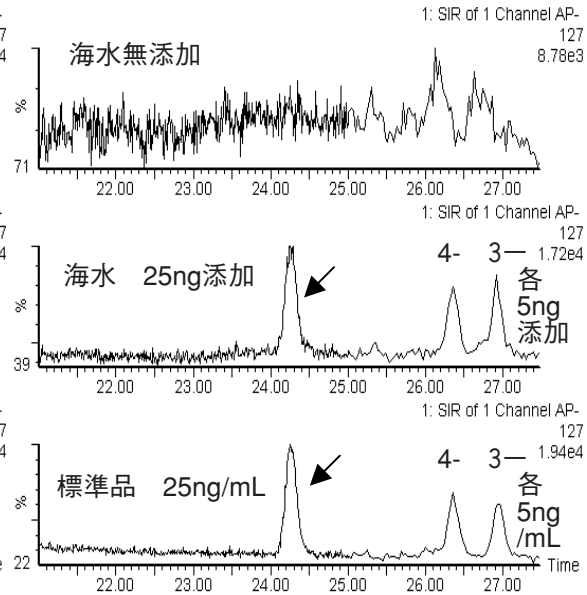 1: SIR of 1 Channel AP-
127
8.78e3
海水無添加
%
71
22.00 23.00 24.00 25.00 26.00 27.00
1: SIR of 1 Channel AP-
127
1.72e4
海水 25ng添加
4- 3—
各
5ng
添加
%
39
22.00 23.00 24.00 25.00 26.00 27.00
1: SIR of 1 Channel AP-
127
1.94e4
標準品 25ng/mL
4- 3—
各
5ng
/mL
%
22
Time
22.00 23.00 24.00 25.00 26.00 27.00